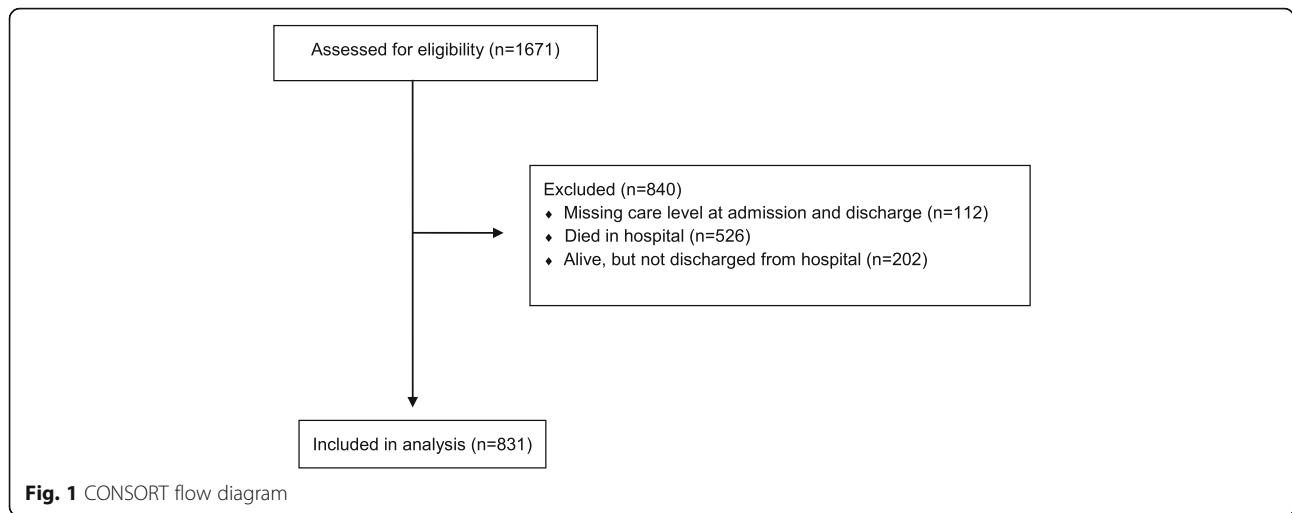 Assessed for eligibility (n=1671)
Excluded (n=840)
♦ Missing care level at admission and discharge (n=112)
♦ Died in hospital (n=526)
♦ Alive, but not discharged from hospital (n=202)
Included in analysis (n=831)
Fig. 1 CONSORT flow diagram